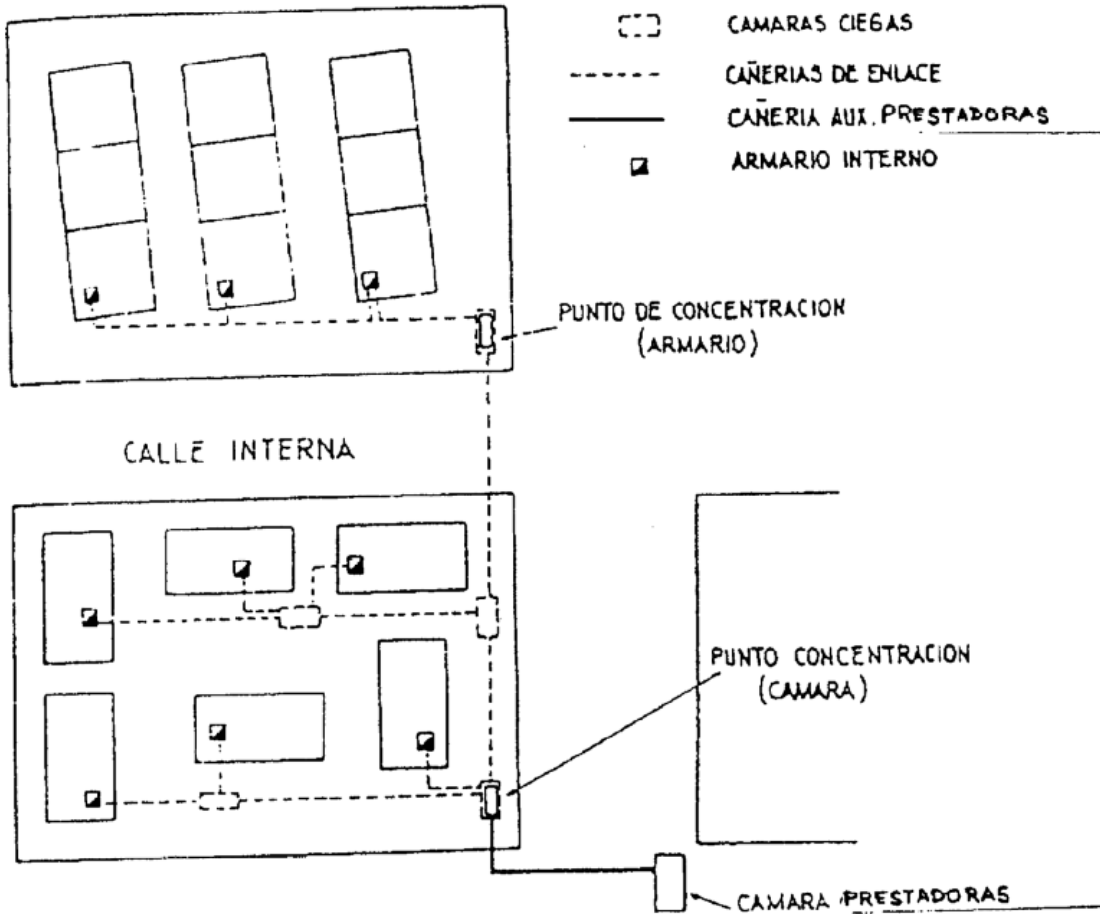 CAMARAS CIEGAS
CAÑERIAS DE ENLACE
CAÑERIA AUX. PRESTADORAS
ARMARIO INTERNO
PUNTO DE CONCENTRACION
(ARMARIO)
CALLE INTERNA
PUNTO CONCENTRACION
(CAMARA)
CAMARA PRESTADORAS